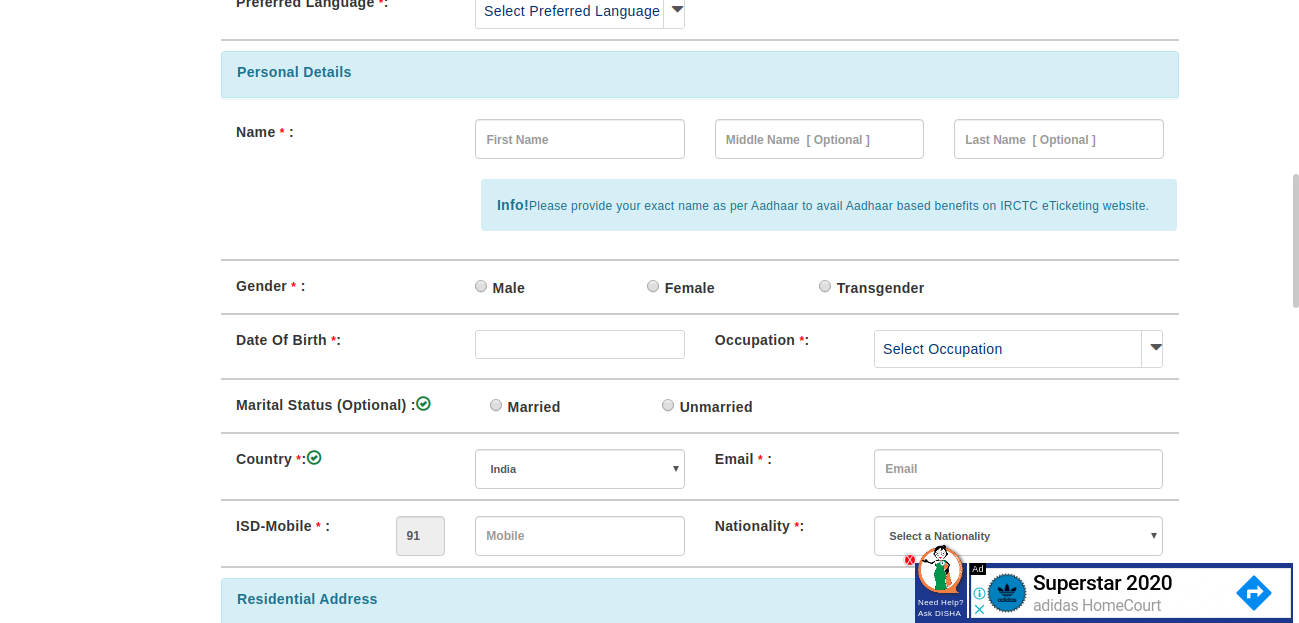 Preferred Language *:
Select Preferred Language
Personal Details
Name * :
First Name
Middle Name [ Optional ]
Last Name [ Optional ]
Info!Please provide your exact name as per Aadhaar to avail Aadhaar based benefits on IRCTC eTicketing website.
Gender * :
Male
Female
Transgender
Date Of Birth *:
Occupation *:
Select Occupation
Marital Status (Optional) :
Married
Unmarried
Country *:
India
Email * :
Email
ISD-Mobile * :
91
Mobile
Nationality *:
Select a Nationality
Residential Address
X
Need Help?
Ask DISHA
Ad
adidas
Superstar 2020
adidas HomeCourt